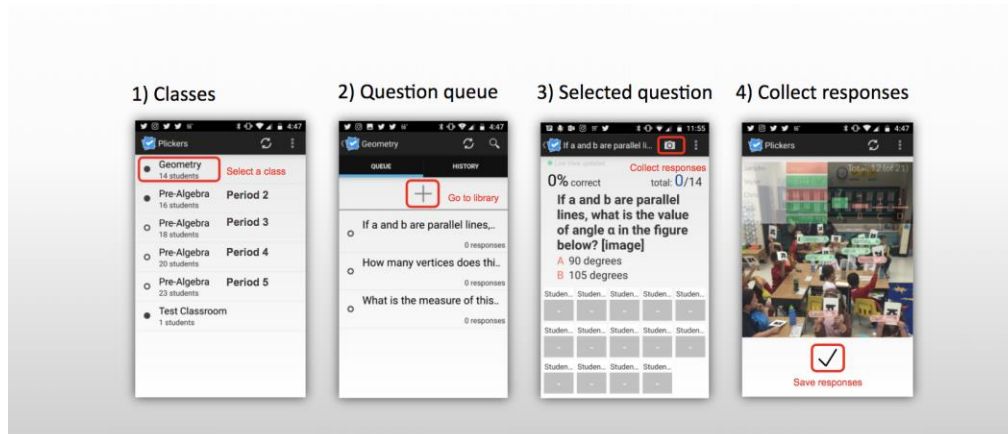 1) Classes
4:47
Plickers
Geometry
14 students
Select a class
Pre-Algebra Period 2
16 students
Pre-Algebra Period 3
18 students
Pre-Algebra Period 4
20 students
Pre-Algebra Period 5
23 students
Test Classroom
1 students
2) Question queue
4:47
Geometry
QUEUE HISTORY
Go to library
If a and b are parallel lines,..
0 responses
How many vertices does thi..
0 responses
What is the measure of this..
0 responses
3) Selected question
11:55
If a and b are parallel li...
Collect responses
0% correct total: 0/14
If a and b are parallel
lines, what is the value
of angle α in the figure
below? [image]
A 90 degrees
B 105 degrees
Studen... Studen... Studen... Studen... Studen...
- - - - -
Studen... Studen... Studen... Studen... Studen...
- - - - -
Studen... Studen... Studen... Studen...
- - - -
4) Collect responses
4:47
Plickers
Total: 12 (of 21)
Save responses